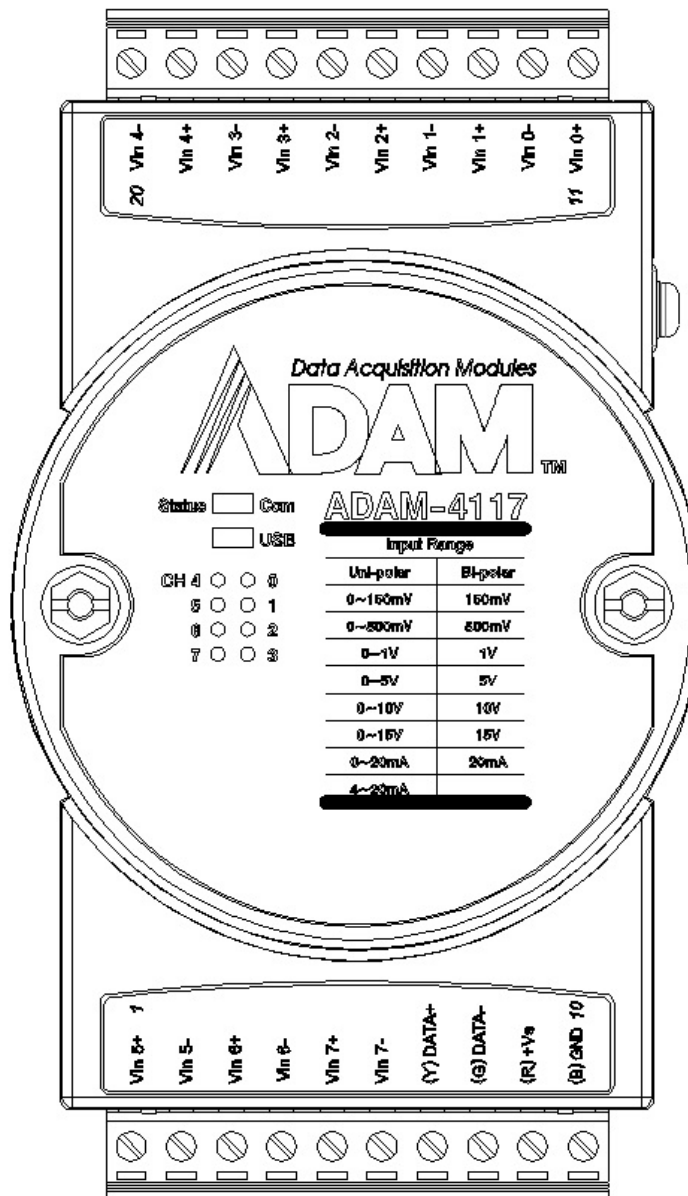 Vin 4- Vin 4+ Vin 3- Vin 3+ Vin 2- Vin 2+ Vin 1- Vin 1+ Vin 0- Vin 0+
20 11
Data Acquisition Modules
ADAM™
Status Com ADAM-4117
USB
Input Range
Uni-polar Bi-polar
CH 4 0
5 1
6 2
7 3
0~150mV 150mV
0~500mV 500mV
0~1V 1V
0~5V 5V
0~10V 10V
0~15V 15V
0~20mA 20mA
4~20mA
1 10
Vin 5+ Vin 5- Vin 6+ Vin 6- Vin 7+ Vin 7- (Y) DATA+ (G) DATA- (R) +Vs (B) GND